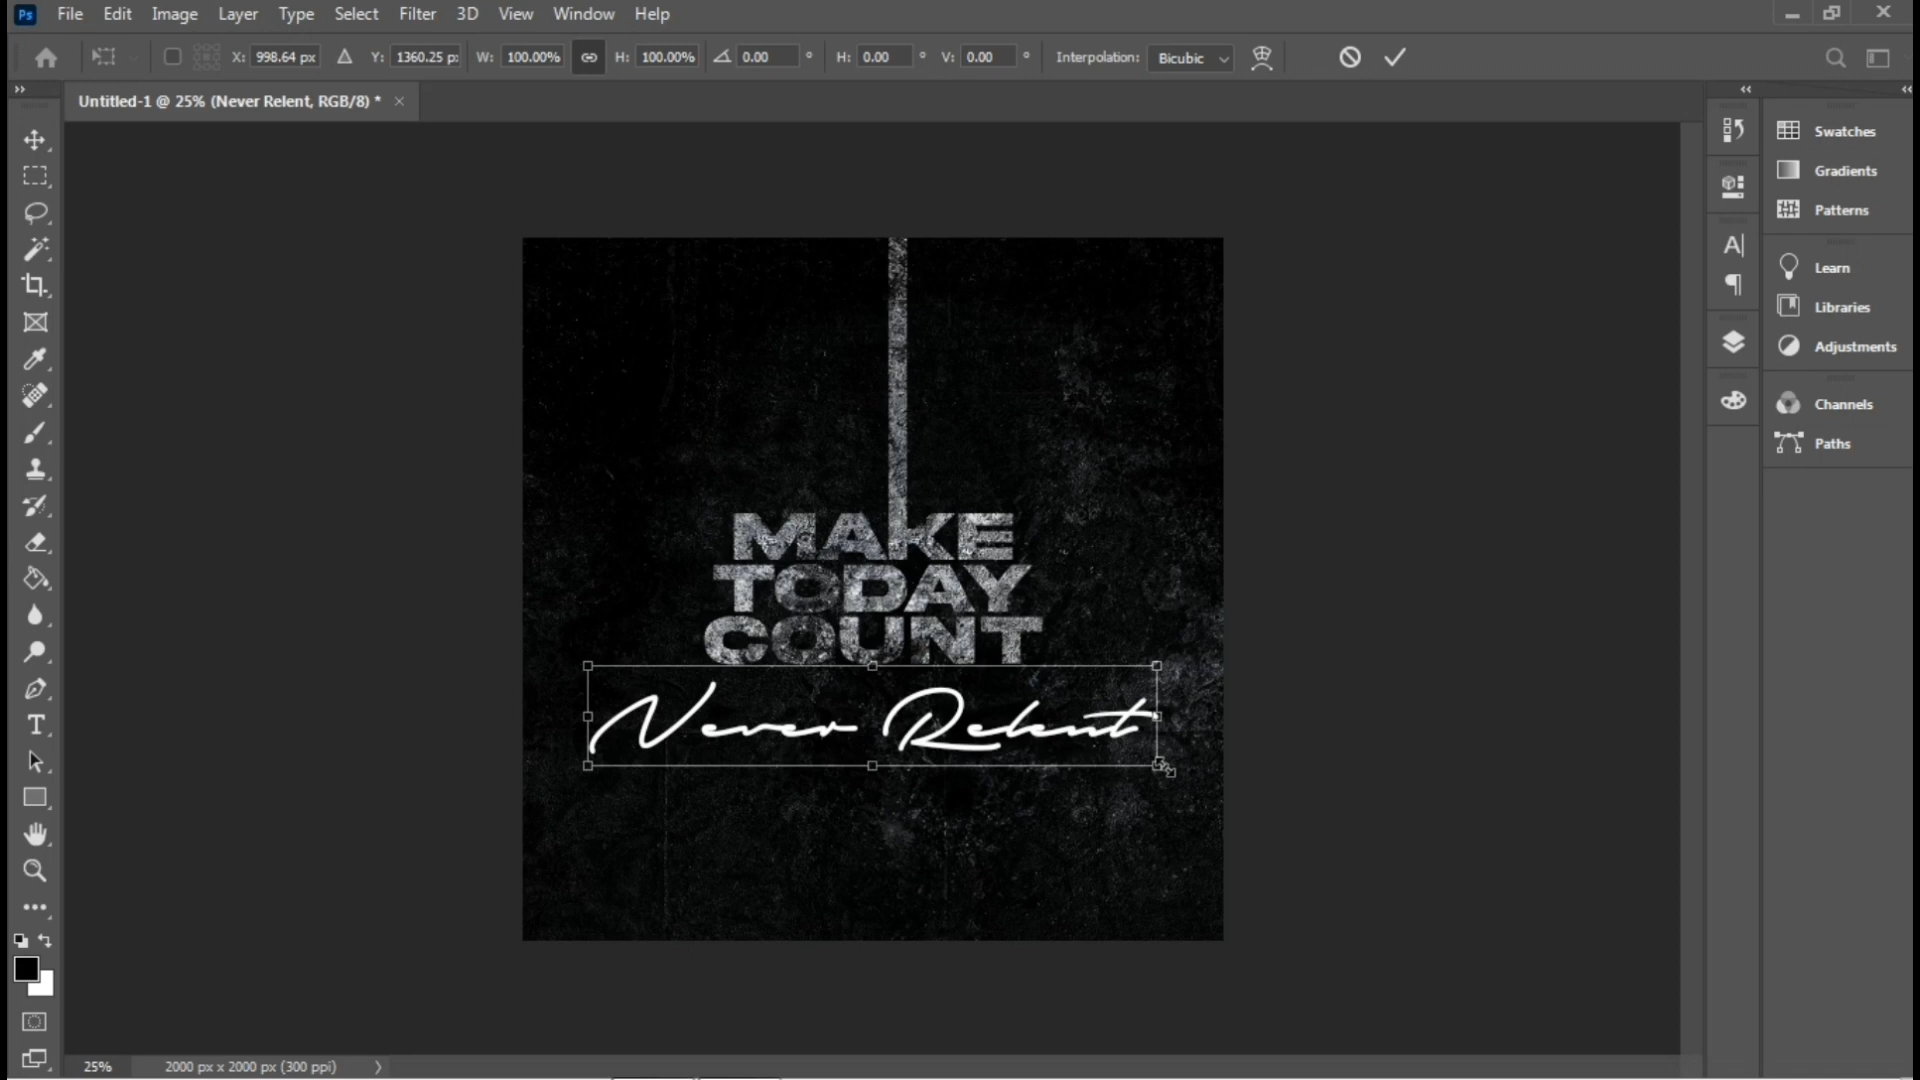 Ps File Edit Image Layer Type Select Filter 3D View Window Help
X: 998.64 px Y: 1360.25 p: W: 100.00% H: 100.00% 0.00 ° H: 0.00 ° V: 0.00 ° Interpolation: Bicubic
Untitled-1 @ 25% (Never Relent, RGB/8) * ×
Swatches
Gradients
Patterns
Learn
Libraries
Adjustments
Channels
Paths
MAKE
TODAY
COUNT
Never Relent
25% 2000 px x 2000 px (300 ppi)